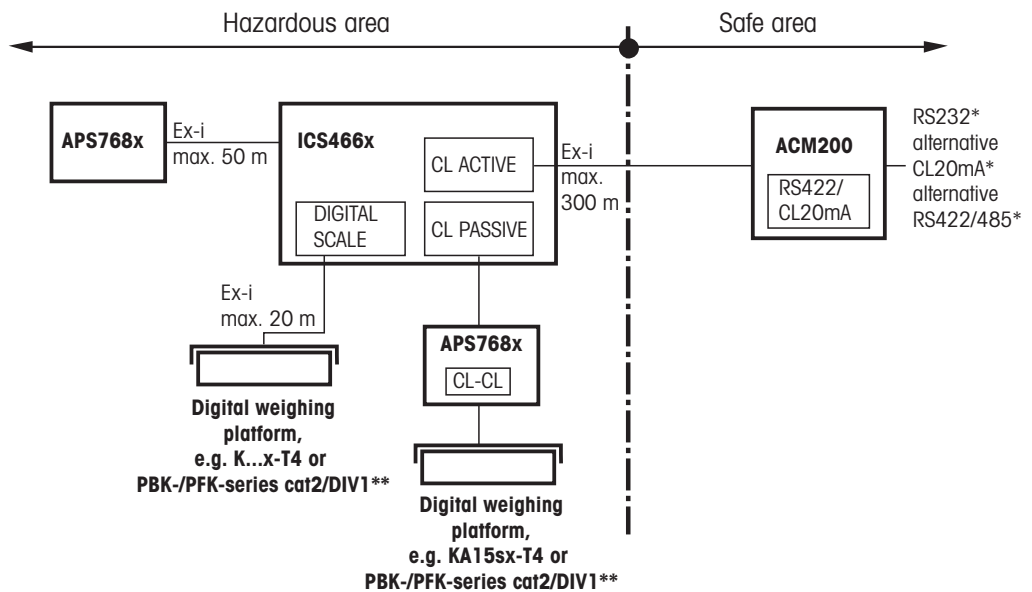 Hazardous area
Safe area
APS768x
Ex-i
max. 50 m
ICS466x
CL ACTIVE
DIGITAL
SCALE
CL PASSIVE
Ex-i
max.
300 m
ACM200
RS422/
CL20mA
RS232*
alternative
CL20mA*
alternative
RS422/485*
Ex-i
max. 20 m
APS768x
CL-CL
Digital weighing
platform,
e.g. K...x-T4 or
PBK-/PFK-series cat2/DIV1**
Digital weighing
platform,
e.g. KA15sx-T4 or
PBK-/PFK-series cat2/DIV1**